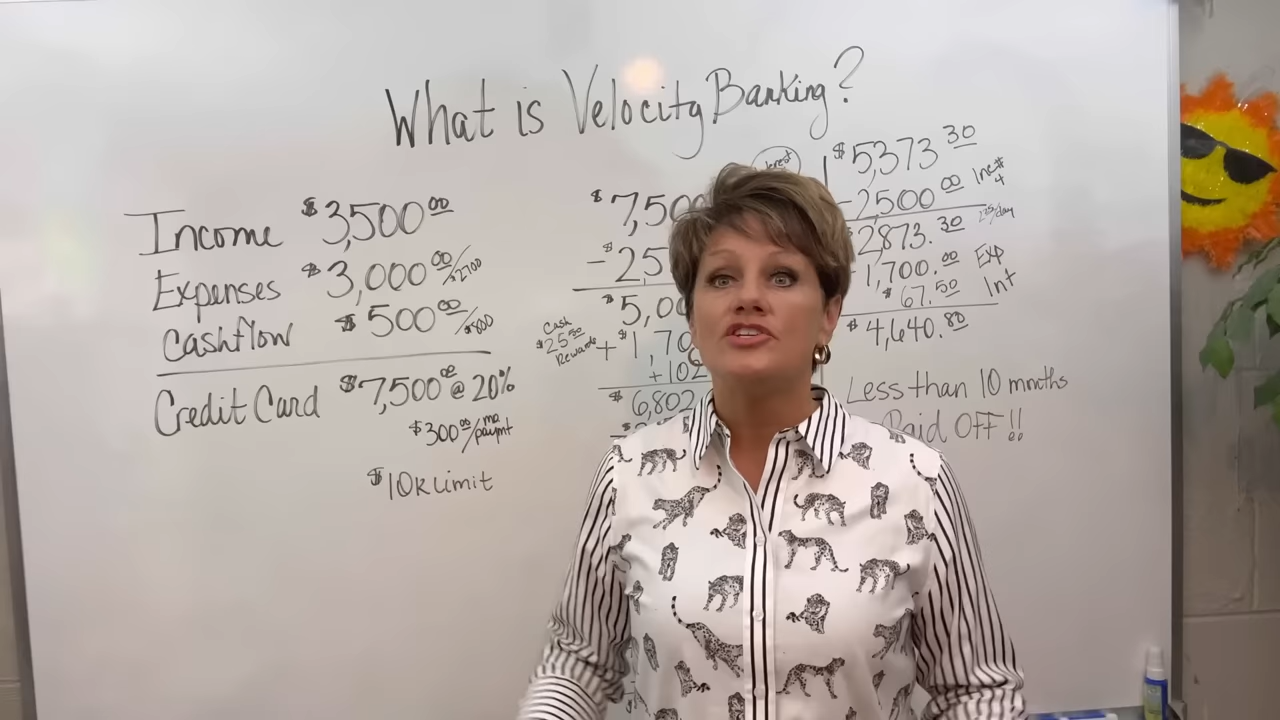 What is Velocity Banking?
Income $3,500.00
Expenses $3,000.00/$2700
Cashflow $500.00/$800
Credit Card $7,500.00 @ 20%
$300.00/mo paymt
$10K Limit
$7,500
-$25
$5,00
Cash
$25.50
Rewards
+$1,70
+102
$6,802
$5,373.30
-2500.00 Inc#4
2873.30
1,700.00 Exp
$67.50 Int
$4,640.80
Less than 10 months
Paid Off!!